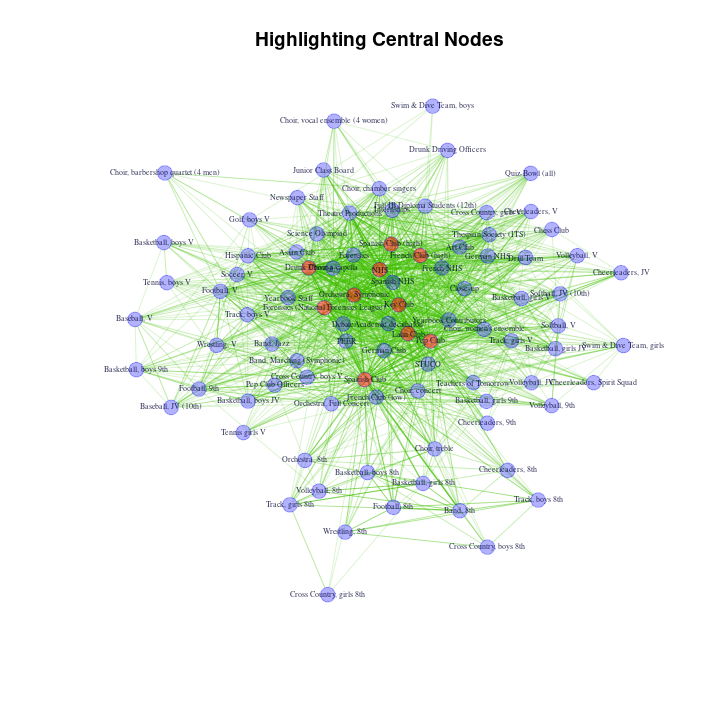 Highlighting Central Nodes
Swim & Dive Team, boys
Choir, vocal ensemble (4 women)
Drunk Driving Officers
Junior Class Board
Choir, barbershop quartet (4 men)
Quiz-Bowl (all)
Choir, chamber singers
Newspaper Staff
Theatre Productions
Full IB Diploma Students (12th)
Cheerleaders, V
Golf, boys V
Chess Club
Science Olympiad
Thespian Society (ITS)
Basketball, boys V
Spanish Club (high)
Art Club
Hispanic Club
Asian Club
Forensics
French Club (high)
German NHS
Drill Team
Volleyball, V
NHS
French NHS
Cheerleaders, JV
Soccer, V
Tennis, boys V
Spanish NHS
Close-up
Football, V
Orchestra, Symphonic
Softball, JV (10th)
Yearbook Staff
Basketball, girls V
Key Club
Forensics (National Forensics League)
Track, boys V
Baseball, V
Yearbook Contributors
Debate
Academic decathlon
Softball, V
Choir, women's ensemble
Latin Club
PEER
Pep Club
Track, girls V
Band, Jazz
Wrestling, V
Swim & Dive Team, girls
German Club
Basketball, girls JV
Band, Marching (Symphonic)
STUCO
Basketball, boys 9th
Cross Country, boys V
Spanish Club
Pep Club Officers
Teachers of Tomorrow
Volleyball, JV
Cheerleaders, Spirit Squad
Football, 9th
Choir, concert
French Club (low)
Basketball, boys JV
Basketball, girls 9th
Orchestra, Full Concert
Volleyball, 9th
Baseball, JV (10th)
Cheerleaders, 9th
Tennis girls V
Choir, treble
Orchestra, 8th
Cheerleaders, 8th
Basketball, boys 8th
Basketball, girls 8th
Volleyball, 8th
Track, boys 8th
Track, girls 8th
Football, 8th
Band, 8th
Wrestling, 8th
Cross Country, boys 8th
Cross Country, girls 8th